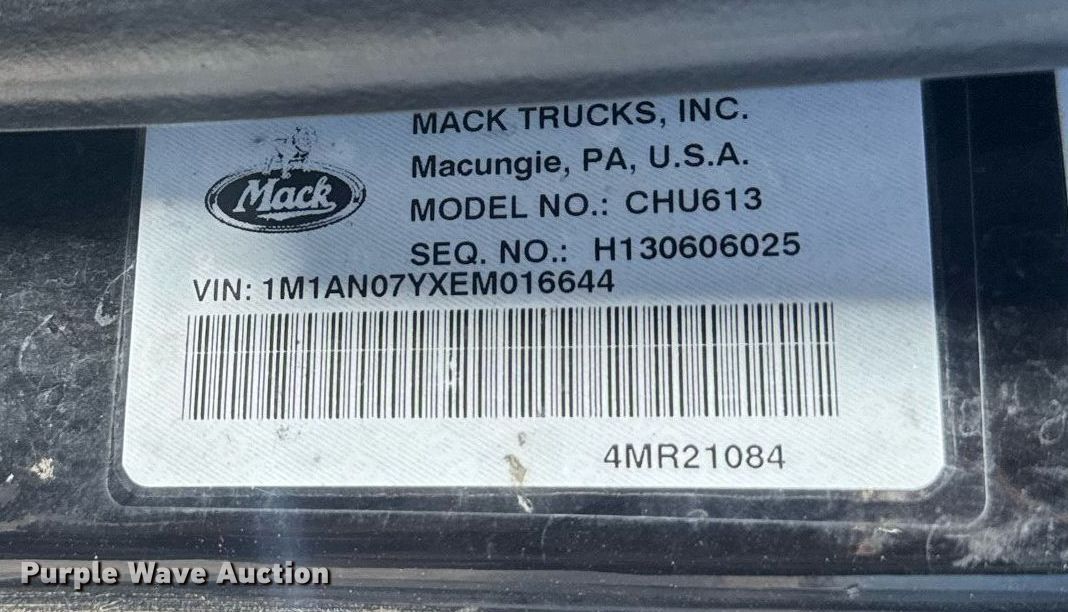 Mack
MACK TRUCKS, INC.
Macungie, PA, U.S.A.
MODEL NO.: CHU613
SEQ. NO.: H130606025
VIN: 1M1AN07YXEM016644
4MR21084
Purple Wave Auction